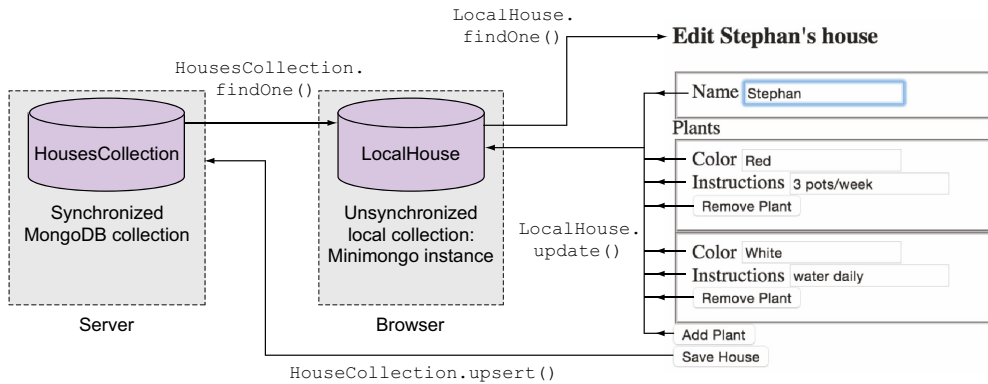 LocalHouse.
findOne()
Edit Stephan's house
HousesCollection.
findOne()
Name Stephan
Plants
HousesCollection
LocalHouse
Color Red
Instructions 3 pots/week
Remove Plant
Synchronized
MongoDB collection
Unsynchronized
local collection:
Minimongo instance
LocalHouse.
update()
Color White
Instructions water daily
Remove Plant
Server
Browser
Add Plant
Save House
HouseCollection.upsert()